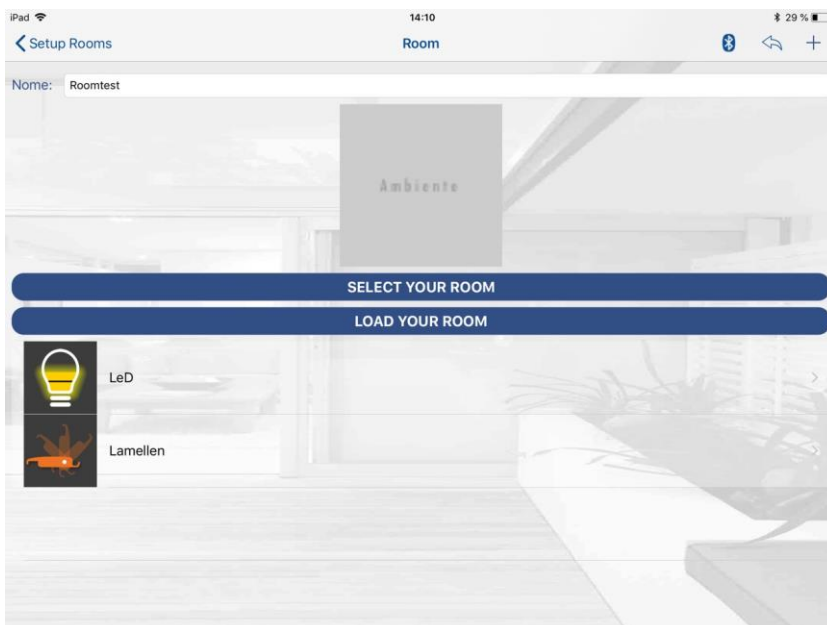 iPad 14:10 29 %
Setup Rooms Room
Nome: Roomtest
Ambiente
SELECT YOUR ROOM
LOAD YOUR ROOM
LeD
Lamellen